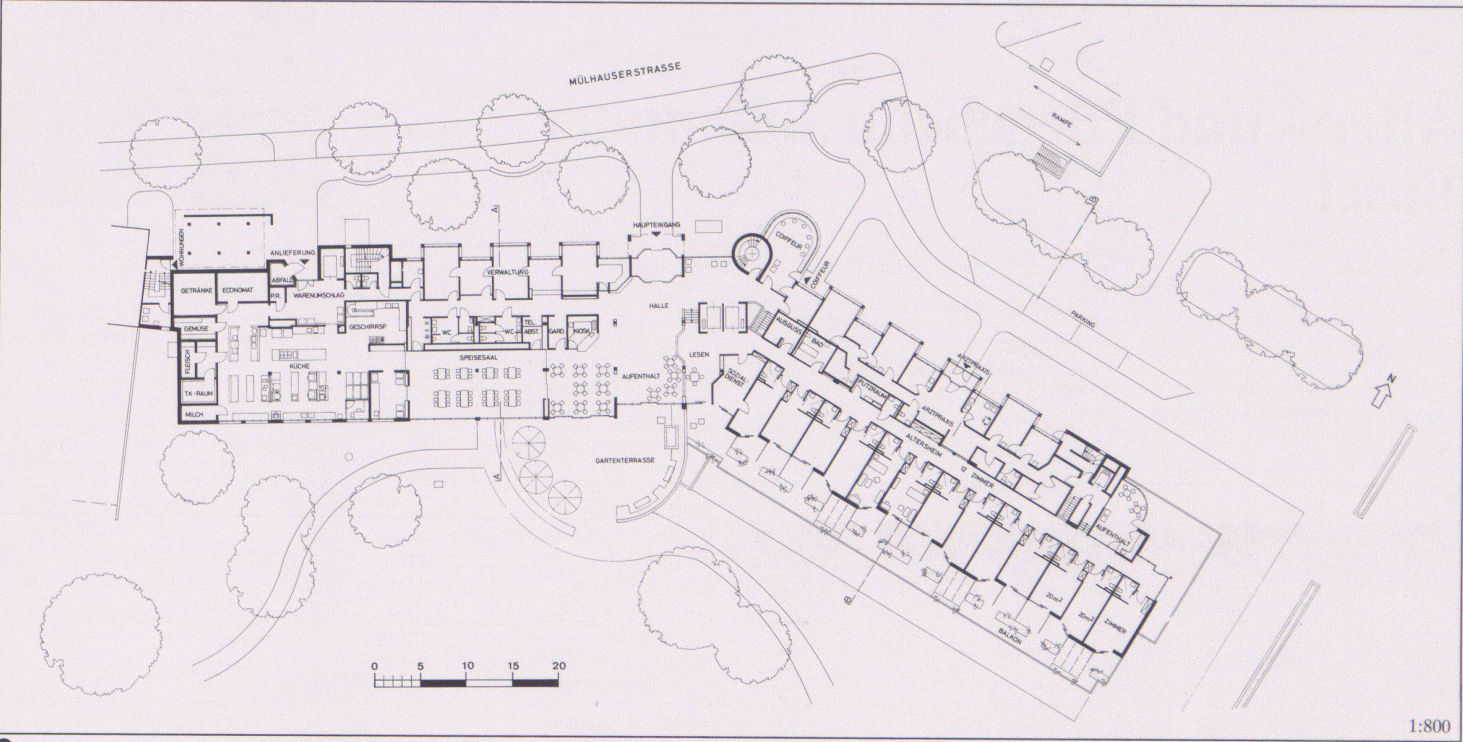 MÜLHAUSERSTRASSE
RAMPE
B
A
HAUPTEINGANG
WOHNUNGEN
ANLIEFERUNG
COIFFEUR
COIFFEUR
VERWALTUNG
ABFALL
GETRÄNKE
ECONOMAT
P.R.
WARENUMSCHLAG
HALLE
PARKING
GEMÜSE
GESCHIRRSP
WC
WC
TEL.
ABST.
GARD.
KIOSK
AUSGUSS
BAD
ARZTPRAXIS
N
FLEISCH
KÜCHE
SPEISESAAL
LESEN
AUFENTHALT
SOZIAL-
DIENST
PUTZRAUM
ARZTPRAXIS
TK-RAUM
MILCH
ALTERSHEIM
12 ZIMMER
GARTENTERRASSE
A
AUFENTHALT
B
20m²
20m²
ZIMMER
BALKON
0 5 10 15 20
1:800